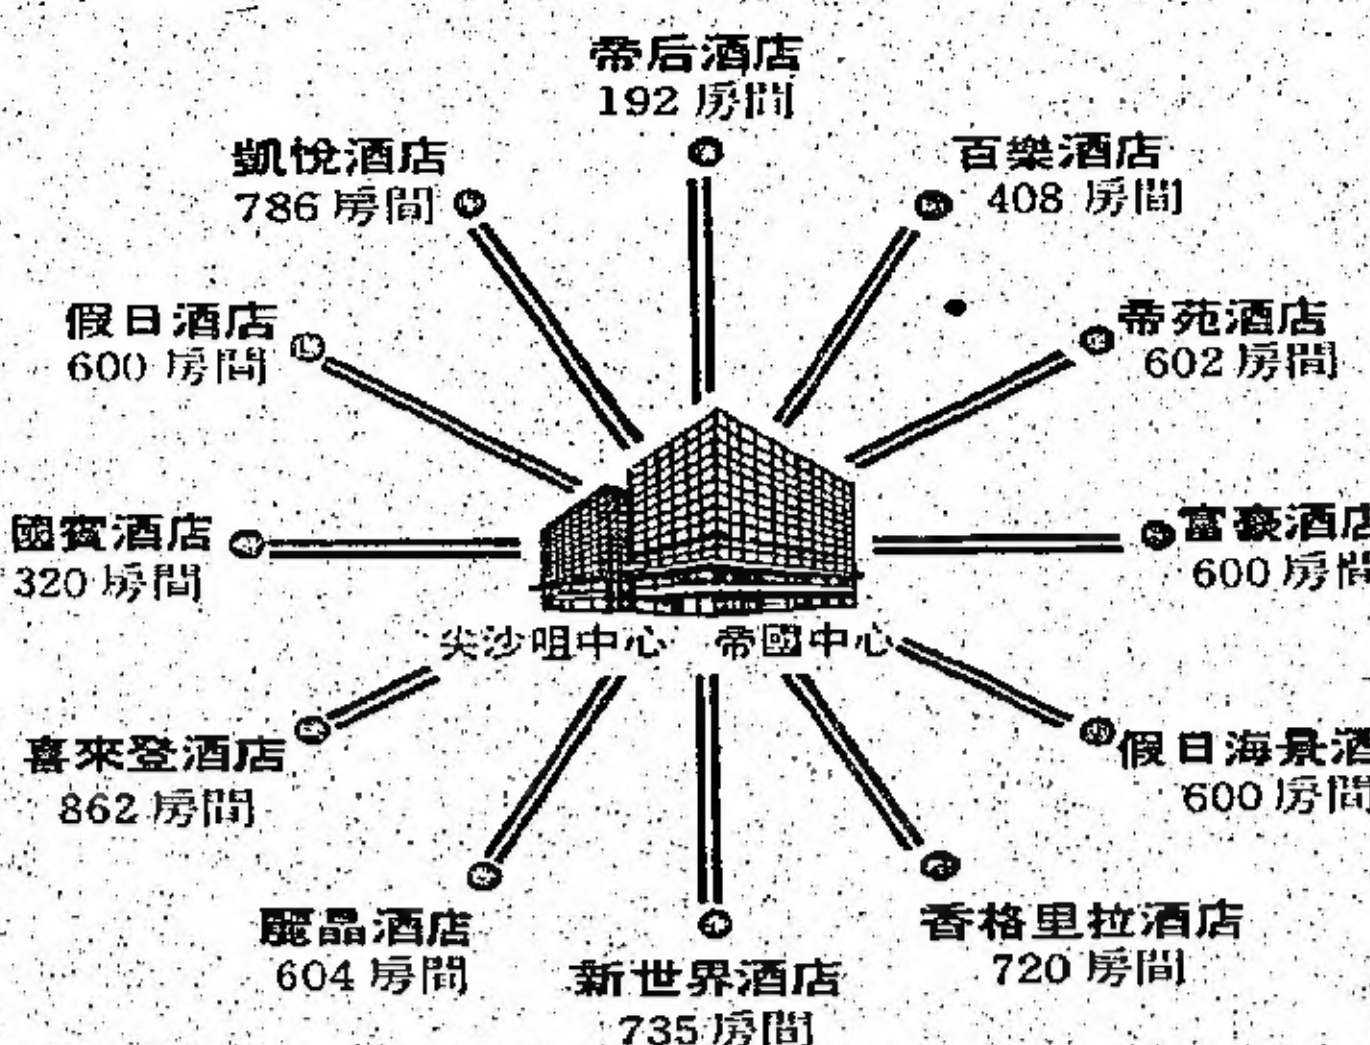 帝后酒店
192 房間
凱悅酒店
786 房間
百樂酒店
408 房間
假日酒店
600 房間
帝苑酒店
602 房間
國賓酒店
320 房間
富豪酒店
600 房間
尖沙咀中心 帝國中心
喜來登酒店
862 房間
假日海景酒
600 房間
麗晶酒店
604 房間
香格里拉酒店
720 房間
新世界酒店
735 房間